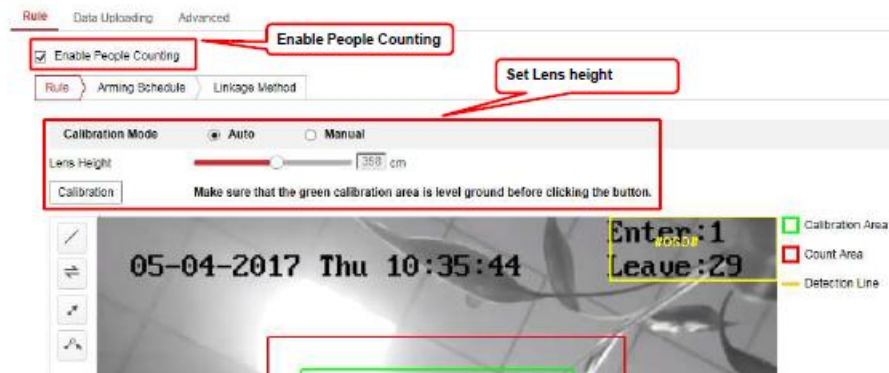 Rule Data Uploading Advanced
Enable People Counting
Enable People Counting
Set Lens height
Rule Arming Schedule Linkage Method
Calibration Mode Auto Manual
Lens Height 358 cm
Calibration Make sure that the green calibration area is level ground before clicking the button.
Enter:1
#OSD#
05-04-2017 Thu 10:35:44 Leave:29
Calibration Area
Count Area
Detection Line